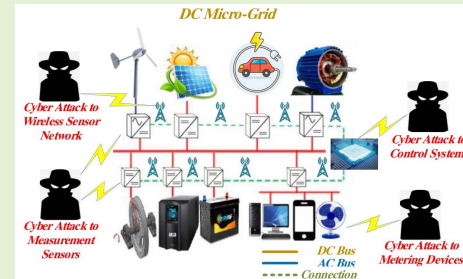 DC Micro-Grid
Cyber Attack to
Wireless Sensor
Network
Cyber Attack to
Control System
Cyber Attack to
Measurement
Sensors
Cyber Attack to
Metering Devices
DC Bus
AC Bus
Connection